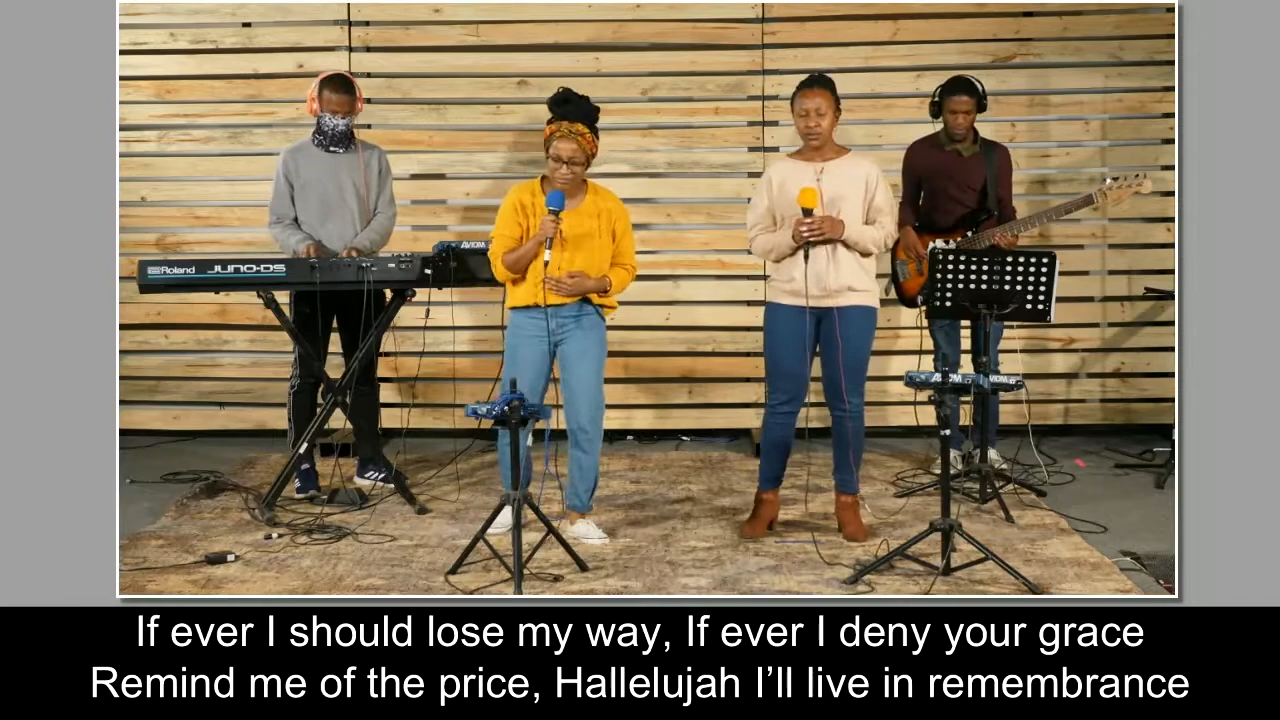 Roland JUNO-DS
AVIOM
AVIOM AVIOM
If ever I should lose my way, If ever I deny your grace
Remind me of the price, Hallelujah I’ll live in remembrance